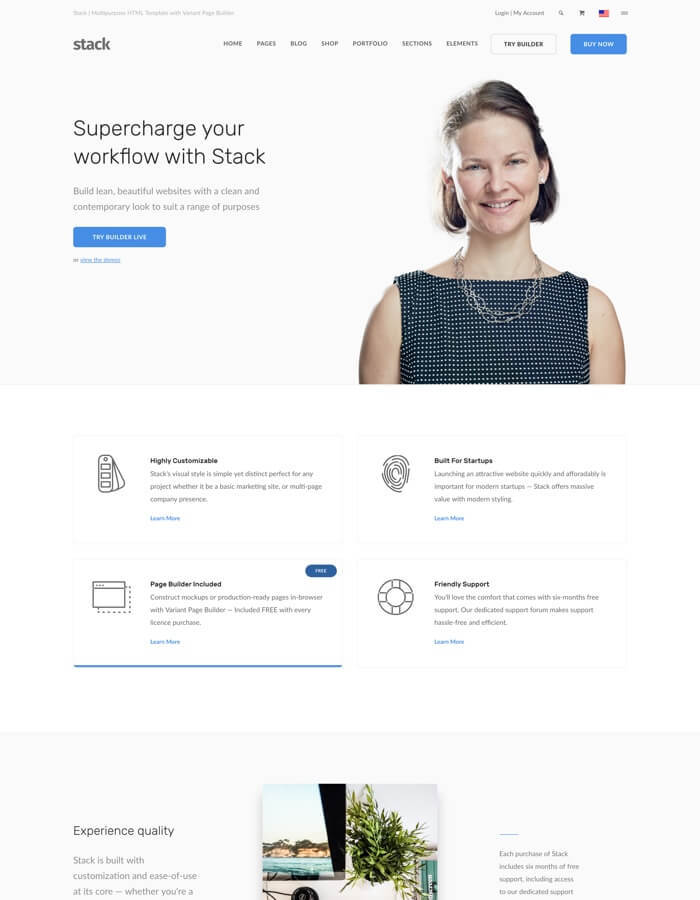 Stack | Multipurpose HTML Template with Variant Page Builder
Login | My Account
stack
HOME PAGES BLOG SHOP PORTFOLIO SECTIONS ELEMENTS TRY BUILDER BUY NOW
Supercharge your
workflow with Stack
Build lean, beautiful websites with a clean and
contemporary look to suit a range of purposes
TRY BUILDER LIVE
or view the demos
Highly Customizable
Stack's visual style is simple yet distinct perfect for any
project whether it be a basic marketing site, or multi-page
company presence.
Learn More
Built For Startups
Launching an attractive website quickly and afforadably is
important for modern startups — Stack offers massive
value with modern styling.
Learn More
FREE
Page Builder Included
Construct mockups or production-ready pages in-browser
with Variant Page Builder — Included FREE with every
licence purchase.
Learn More
Friendly Support
You'll love the comfort that comes with six-months free
support. Our dedicated support forum makes support
hassle-free and efficient.
Learn More
Experience quality
Stack is built with
customization and ease-of-use
at its core — whether you're a
Each purchase of Stack
includes six months of free
support, including access
to our dedicated support